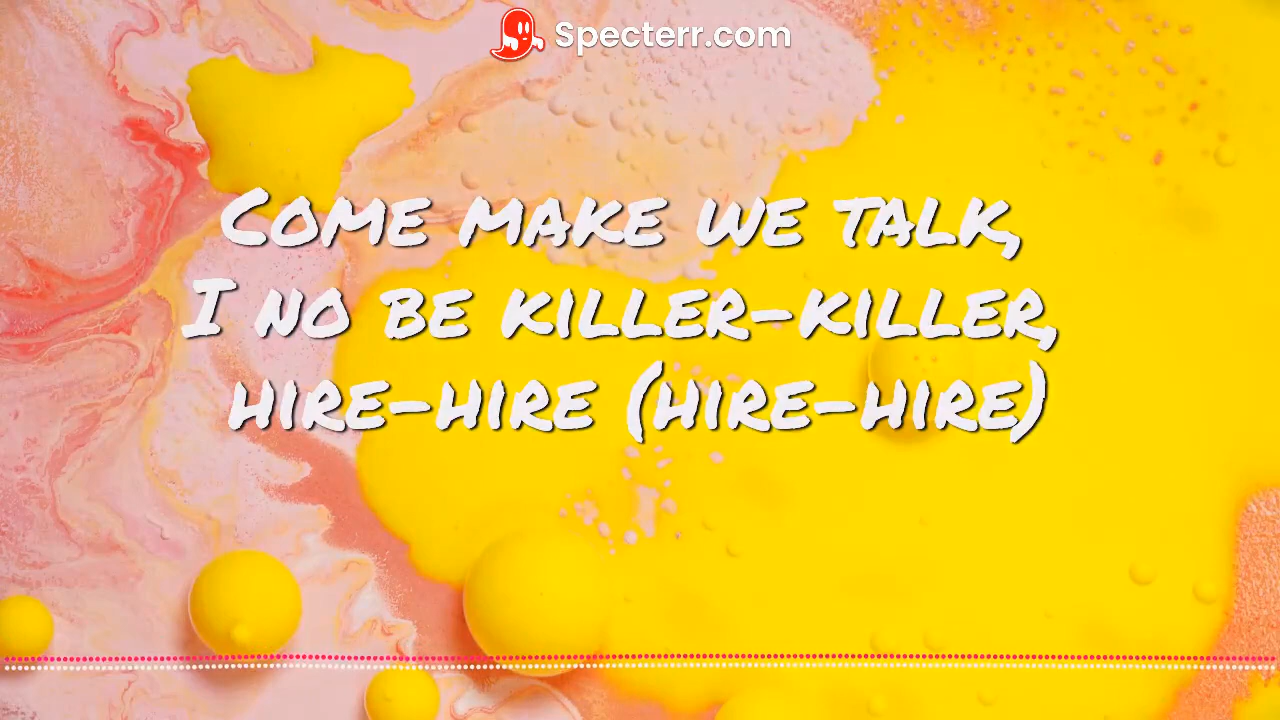 Specterr.com
Come make we talk,
I no be killer-killer,
hire-hire (hire-hire)